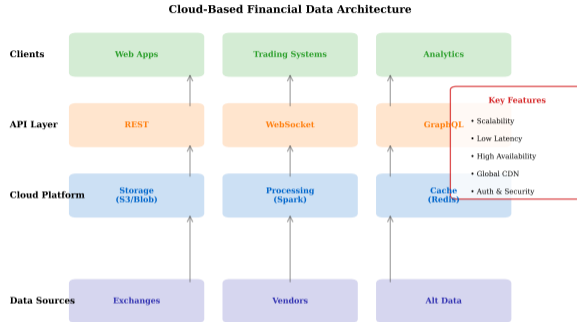 Cloud-Based Financial Data Architecture
Clients
Web Apps
Trading Systems
Analytics
API Layer
REST
WebSocket
GraphQL
Key Features
• Scalability
• Low Latency
• High Availability
• Global CDN
• Auth & Security
Cloud Platform
Storage
(S3/Blob)
Processing
(Spark)
Cache
(Redis)
Data Sources
Exchanges
Vendors
Alt Data